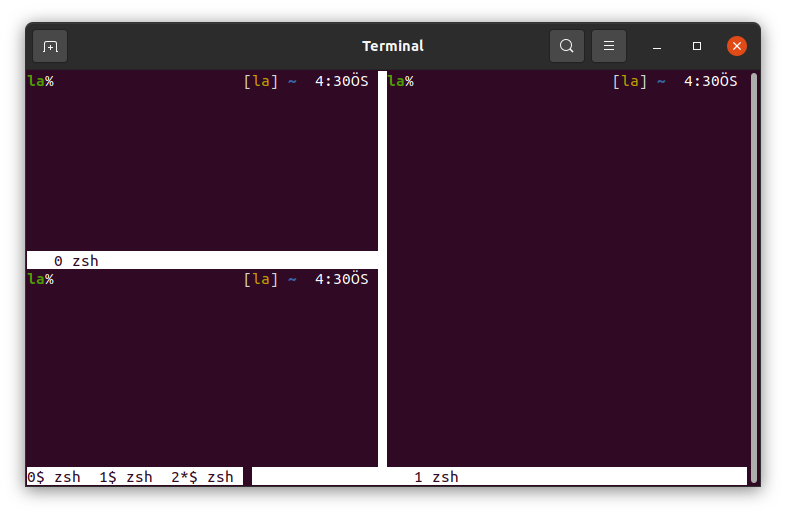 Terminal
la% [la] ~ 4:30ÖS
0 zsh
la% [la] ~ 4:30ÖS
0$ zsh 1$ zsh 2*$ zsh
la% [la] ~ 4:30ÖS
1 zsh